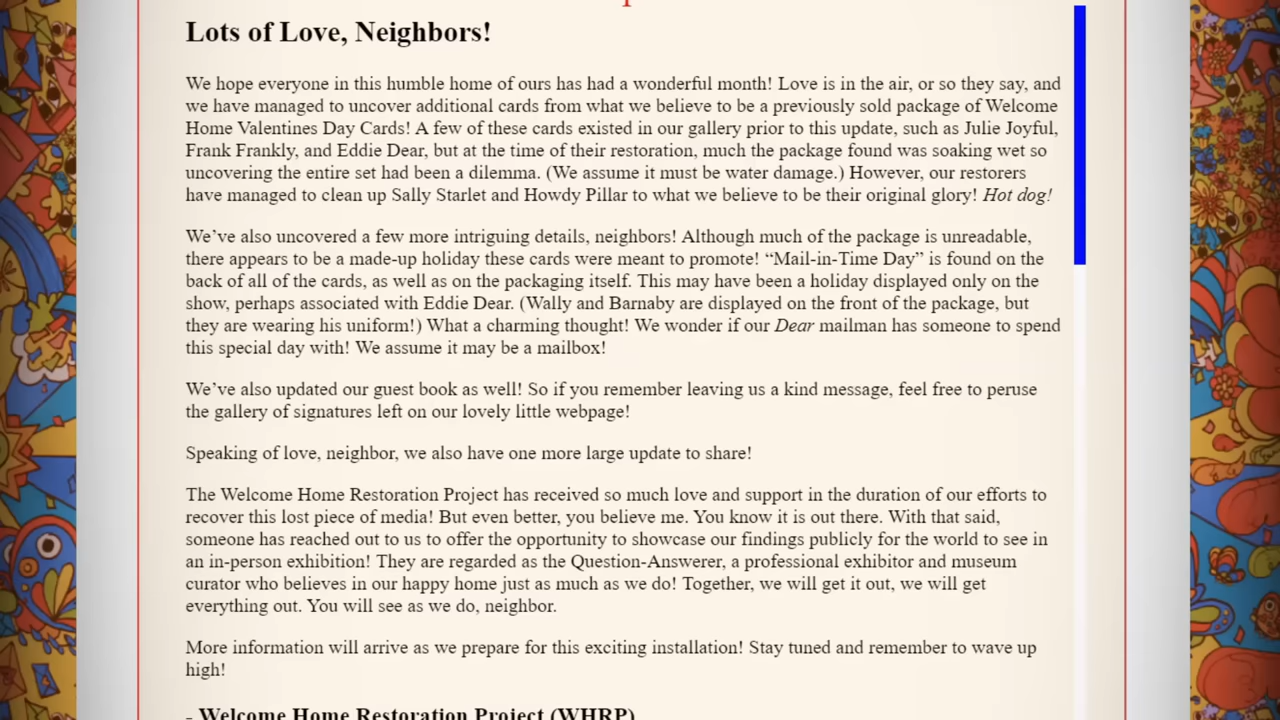 Lots of Love, Neighbors!
We hope everyone in this humble home of ours has had a wonderful month! Love is in the air, or so they say, and
we have managed to uncover additional cards from what we believe to be a previously sold package of Welcome
Home Valentines Day Cards! A few of these cards existed in our gallery prior to this update, such as Julie Joyful,
Frank Frankly, and Eddie Dear, but at the time of their restoration, much the package found was soaking wet so
uncovering the entire set had been a dilemma. (We assume it must be water damage.) However, our restorers
have managed to clean up Sally Starlet and Howdy Pillar to what we believe to be their original glory! Hot dog!
We’ve also uncovered a few more intriguing details, neighbors! Although much of the package is unreadable,
there appears to be a made-up holiday these cards were meant to promote! “Mail-in-Time Day” is found on the
back of all of the cards, as well as on the packaging itself. This may have been a holiday displayed only on the
show, perhaps associated with Eddie Dear. (Wally and Barnaby are displayed on the front of the package, but
they are wearing his uniform!) What a charming thought! We wonder if our Dear mailman has someone to spend
this special day with! We assume it may be a mailbox!
We’ve also updated our guest book as well! So if you remember leaving us a kind message, feel free to peruse
the gallery of signatures left on our lovely little webpage!
Speaking of love, neighbor, we also have one more large update to share!
The Welcome Home Restoration Project has received so much love and support in the duration of our efforts to
recover this lost piece of media! But even better, you believe me. You know it is out there. With that said,
someone has reached out to us to offer the opportunity to showcase our findings publicly for the world to see in
an in-person exhibition! They are regarded as the Question-Answerer, a professional exhibitor and museum
curator who believes in our happy home just as much as we do! Together, we will get it out, we will get
everything out. You will see as we do, neighbor.
More information will arrive as we prepare for this exciting installation! Stay tuned and remember to wave up
high!
- Welcome Home Restoration Project (WHRP)